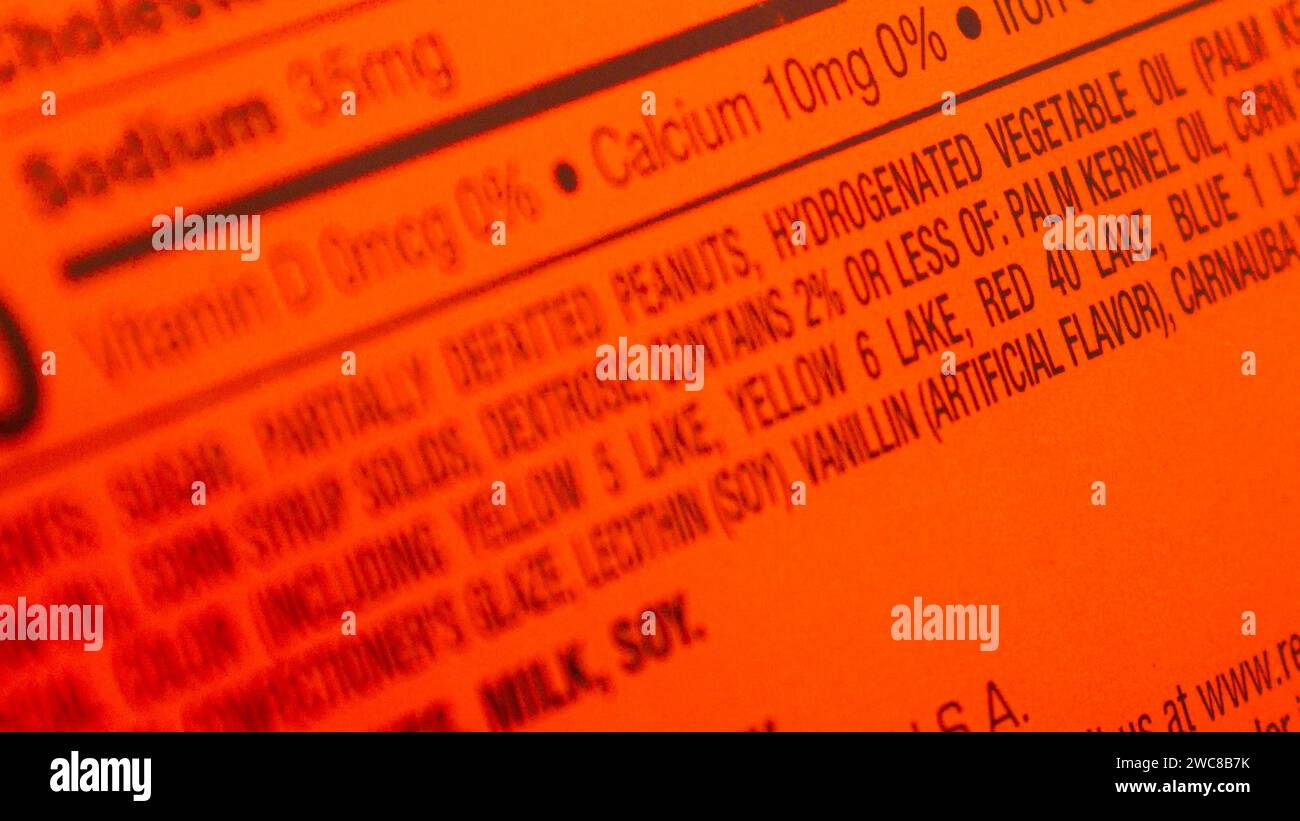 Sodium 35mg
Vitamin D 0mcg 0% • Calcium 10mg 0% •
SUGAR, PARTIALLY DEFATTED PEANUTS, HYDROGENATED VEGETABLE OIL (PALM
CORN SYRUP SOLIDS, DEXTROSE, CONTAINS 2% OR LESS OF: PALM KERNEL OIL, CORN
COLOR (INCLUDING YELLOW 5 LAKE, YELLOW 6 LAKE, RED 40 LAKE, BLUE 1
CONFECTIONER'S GLAZE, LECITHIN (SOY) VANILLIN (ARTIFICIAL FLAVOR), CARNAUBA
MILK, SOY.
U.S.A.
us at www.re
alamy
Image ID: 2WC8B7K
www.alamy.com